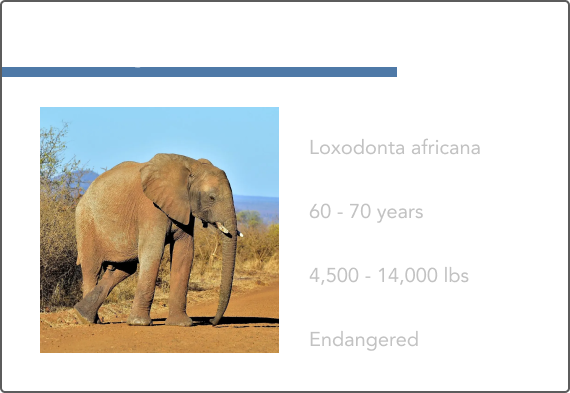 Loxodonta africana
60 - 70 years
4,500 - 14,000 lbs
Endangered